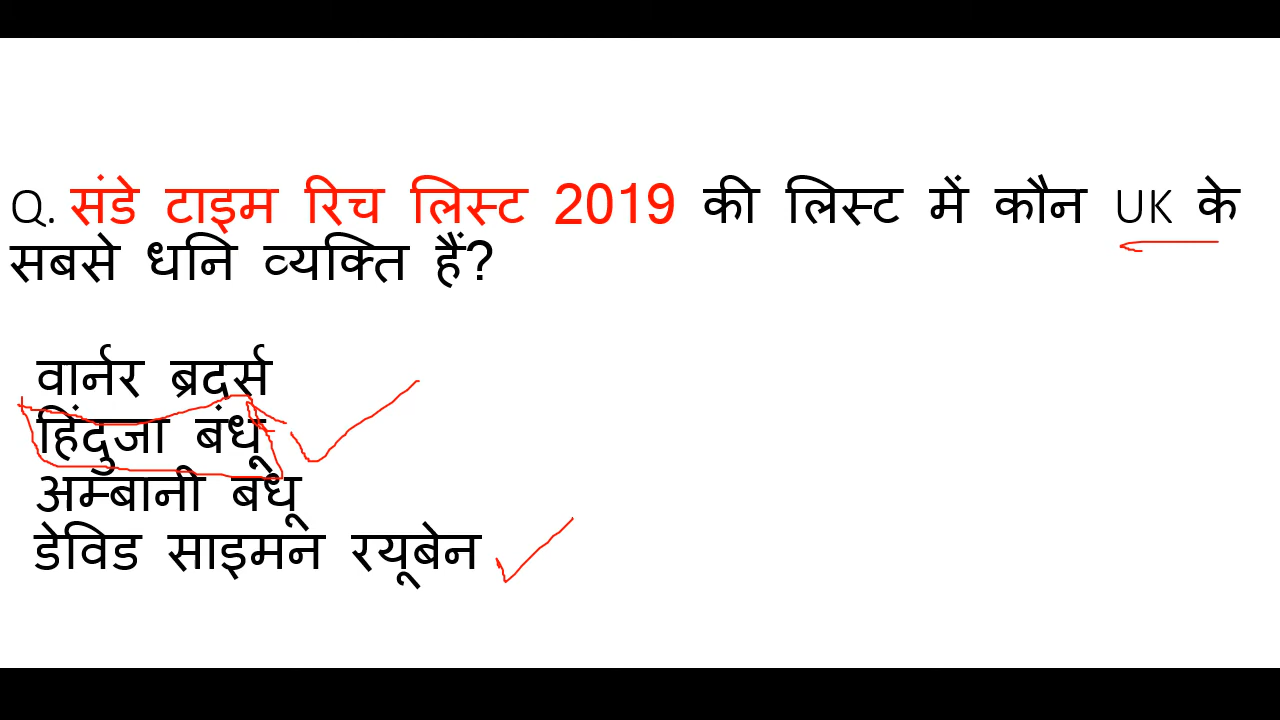 Q. संडे टाइम रिच लिस्ट 2019 की लिस्ट में कौन UK के
सबसे धनि व्यक्ति हैं?
वार्नर ब्रदर्स
हिंदुजा बंधू
अम्बानी बंधू
डेविड साइमन रयूबेन